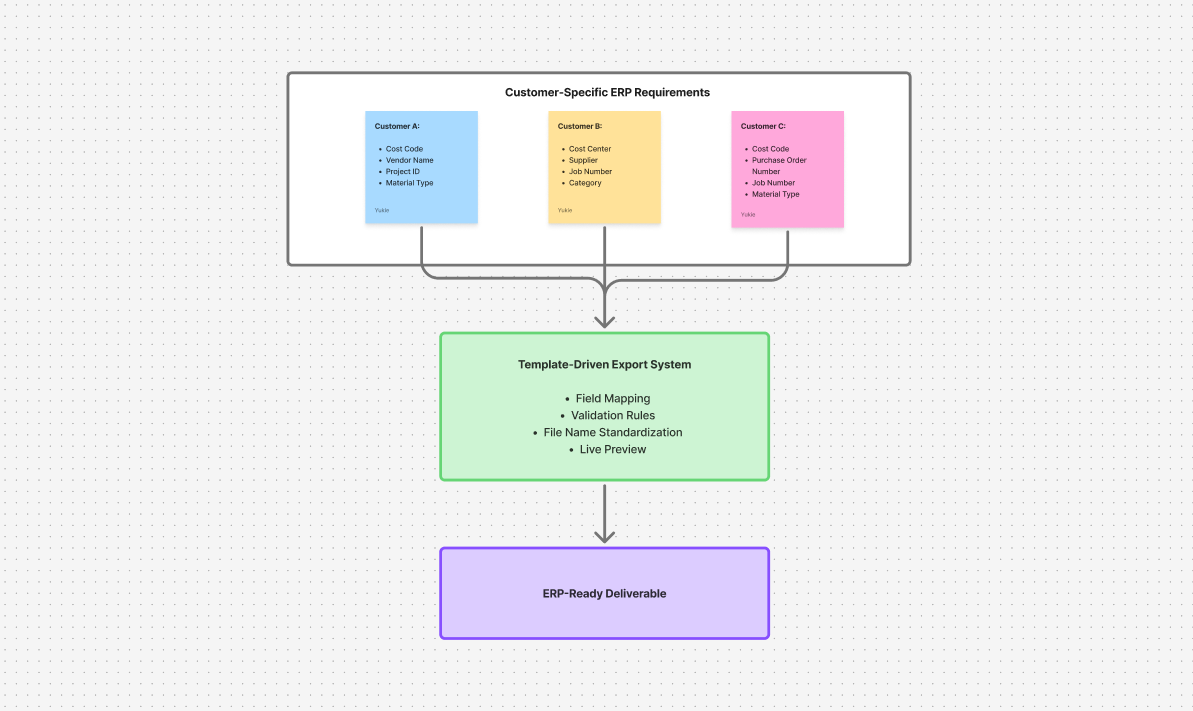 Customer-Specific ERP Requirements
Customer A:
• Cost Code
• Vendor Name
• Project ID
• Material Type
Yukie
Customer B:
• Cost Center
• Supplier
• Job Number
• Category
Yukie
Customer C:
• Cost Code
• Purchase Order
Number
• Job Number
• Material Type
Yukie
Template-Driven Export System
• Field Mapping
• Validation Rules
• File Name Standardization
• Live Preview
ERP-Ready Deliverable